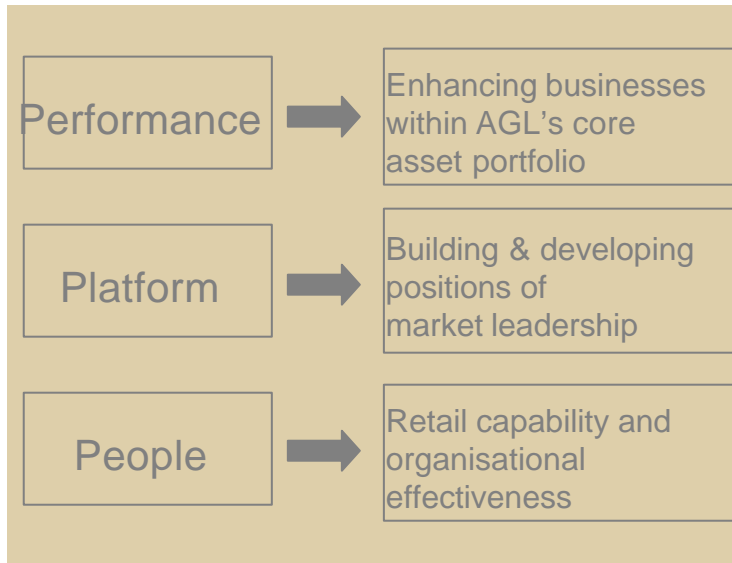 Performance
Enhancing businesses
within AGL’s core
asset portfolio
Platform
Building & developing
positions of
market leadership
People
Retail capability and
organisational
effectiveness